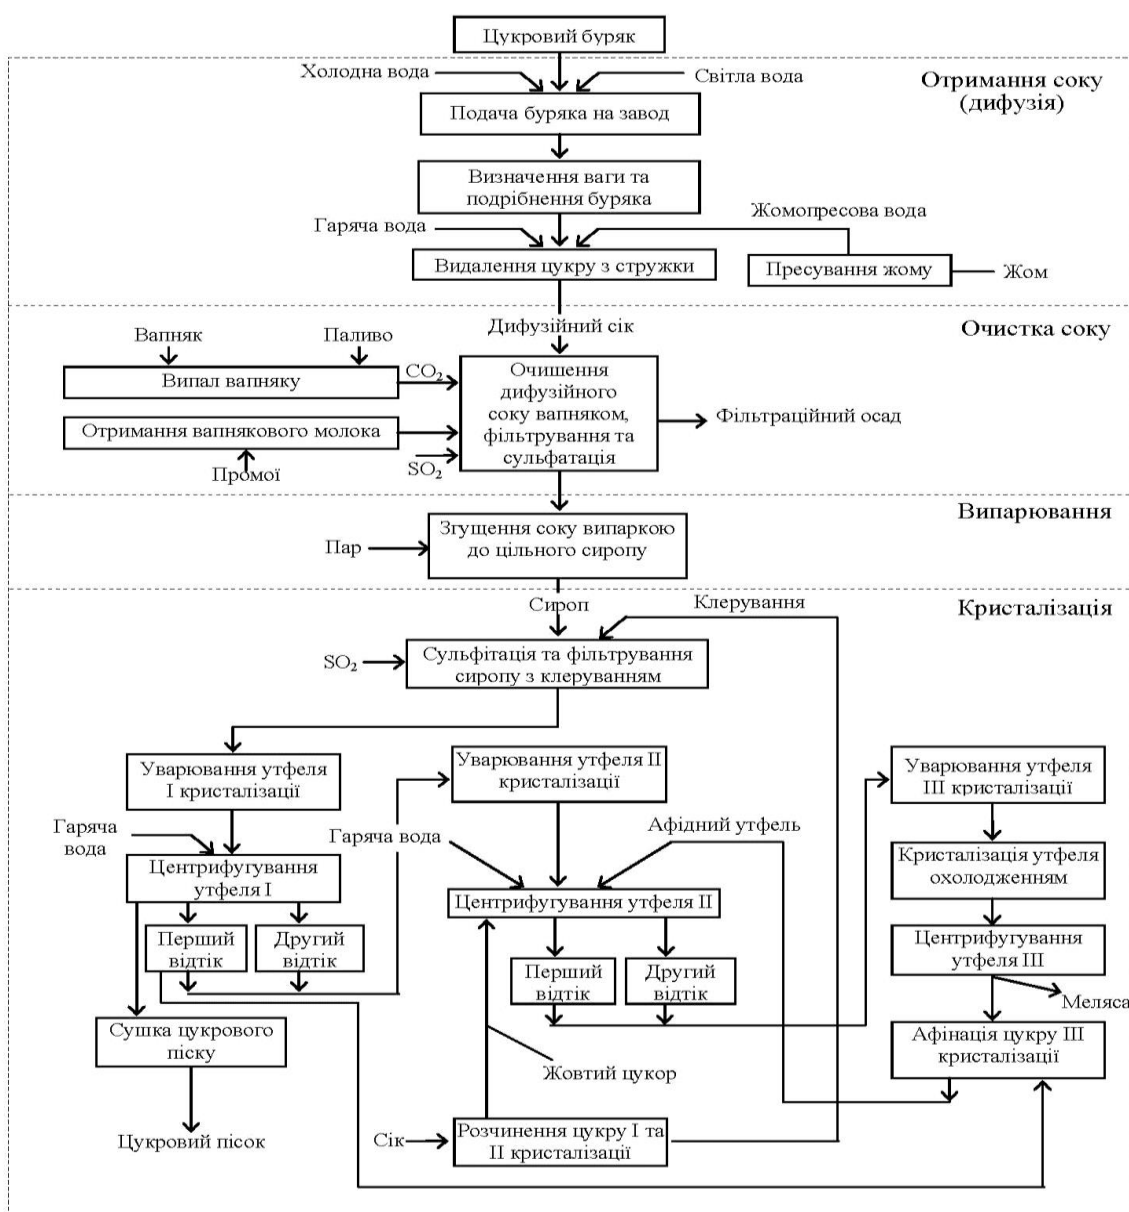 Цукровий буряк
Холодна вода
Світла вода
Отримання соку
(дифузія)
Подача буряка на завод
Визначення ваги та
подрібнення буряка
Гаряча вода
Жомопресова вода
Видалення цукру з стружки
Пресування жому
Жом
Дифузійний сік
Очистка соку
Вапняк
Паливо
Випал вапняку
CO₂
Очишення
дифузійного
соку вапняком,
фільтрування та
сульфатація
Отримання вапнякового молока
Промої
SO₂
Фільтраційний осад
Випарювання
Пар
Згущення соку випаркою
до цільного сиропу
Кристалізація
Сироп
Клерування
SO₂
Сульфітація та фільтрування
сиропу з клеруванням
Уварювання утфеля
I кристалізації
Уварювання утфеля II
кристалізації
Уварювання утфеля
III кристалізації
Гаряча
вода
Гаряча вода
Афідний утфель
Центрифугування
утфеля I
Кристалізація утфеля
охолодженням
Центрифугування утфеля II
Перший
відтік
Другий
відтік
Центрифугування
утфеля III
Перший
відтік
Другий
відтік
Меляса
Сушка цукрового
піску
Афінація цукру III
кристалізації
Жовтий цукор
Цукровий пісок
Сік
Розчинення цукру I та
II кристалізації